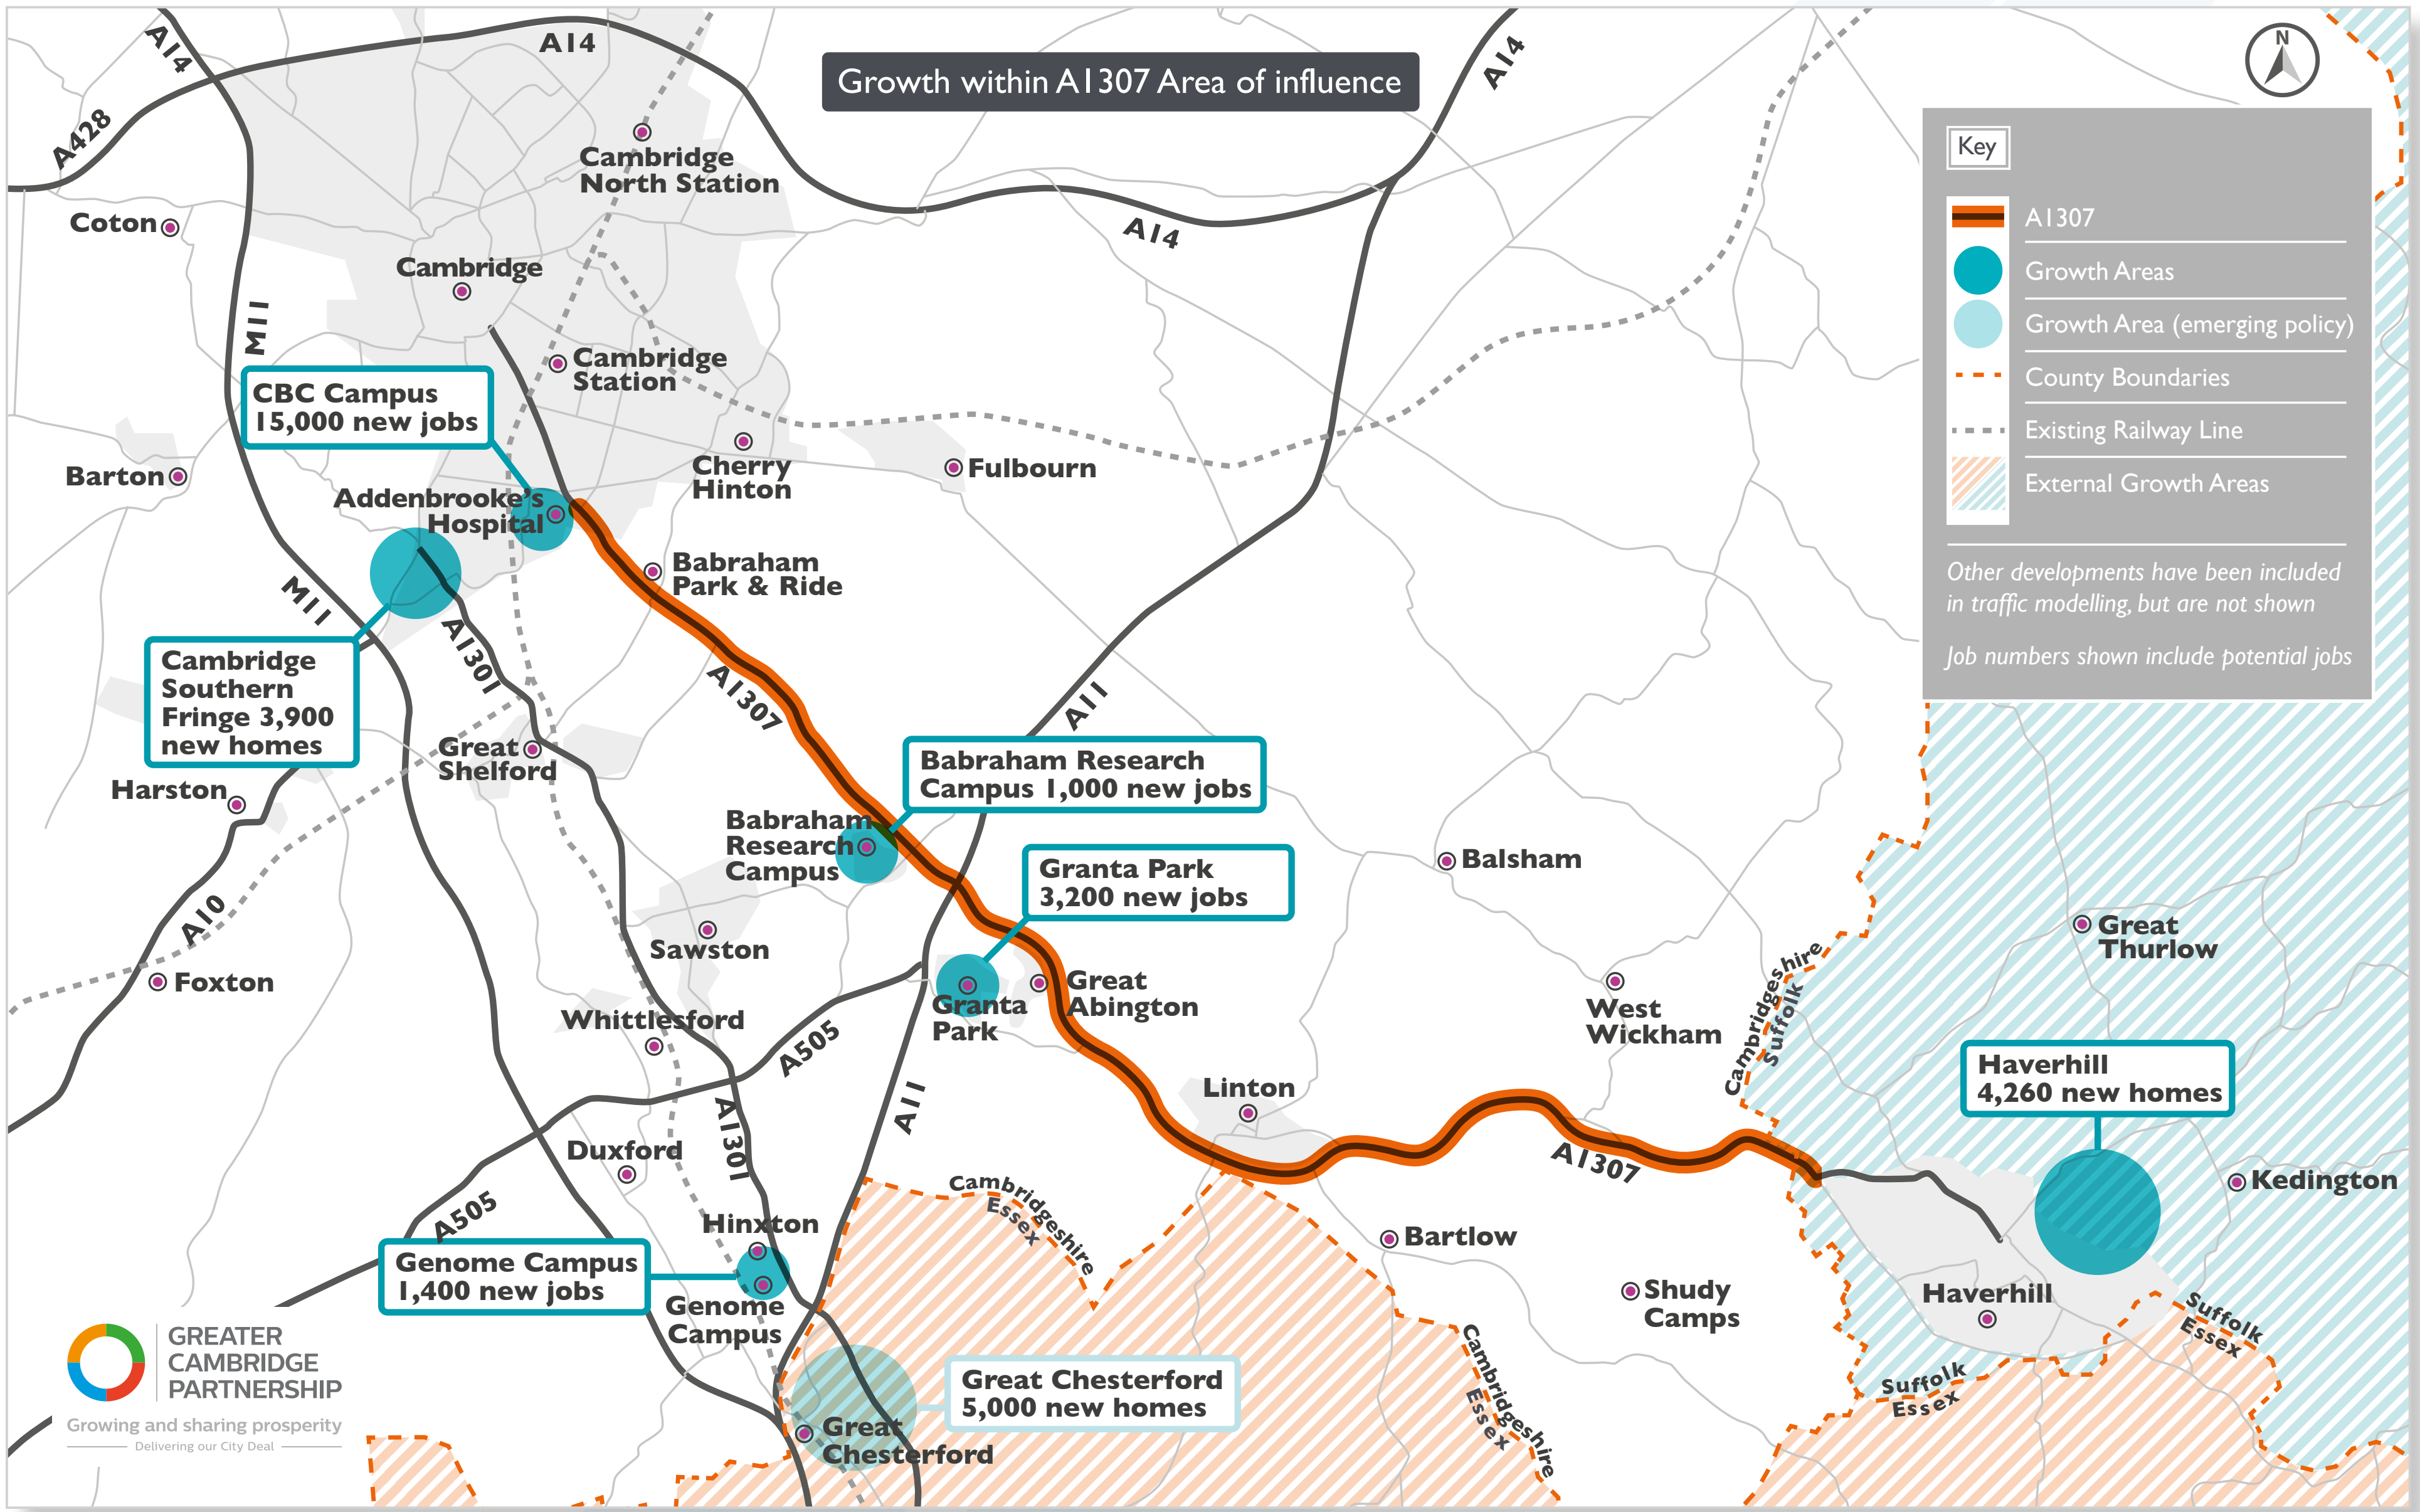 Growth within A1307 Area of influence
N
A14
A14
A14
A428
A14
Cambridge
North Station
Coton
Cambridge
M11
Cambridge
Station
CBC Campus
15,000 new jobs
Cherry
Hinton
Fulbourn
Barton
Addenbrooke's
Hospital
Babraham
Park & Ride
M11
A1301
Cambridge
Southern
Fringe 3,900
new homes
A1307
A11
Great
Shelford
Harston
Babraham Research
Campus 1,000 new jobs
Babraham
Research
Campus
Granta Park
3,200 new jobs
Balsham
A10
Sawston
Foxton
Great
Abington
Granta
Park
Whittlesford
A505
West
Wickham
Cambridgeshire
Suffolk
Great
Thurlow
Haverhill
4,260 new homes
Linton
A11
A1301
Duxford
A1307
Kedington
A505
Cambridgeshire
Essex
Hinxton
Bartlow
Genome Campus
1,400 new jobs
Genome
Campus
Shudy
Camps
Haverhill
Suffolk
Essex
Suffolk
Essex
Cambridgeshire
Essex
Great Chesterford
5,000 new homes
Great
Chesterford
Key
A1307
Growth Areas
Growth Area (emerging policy)
County Boundaries
Existing Railway Line
External Growth Areas
Other developments have been included
in traffic modelling, but are not shown
Job numbers shown include potential jobs
GREATER
CAMBRIDGE
PARTNERSHIP
Growing and sharing prosperity
Delivering our City Deal